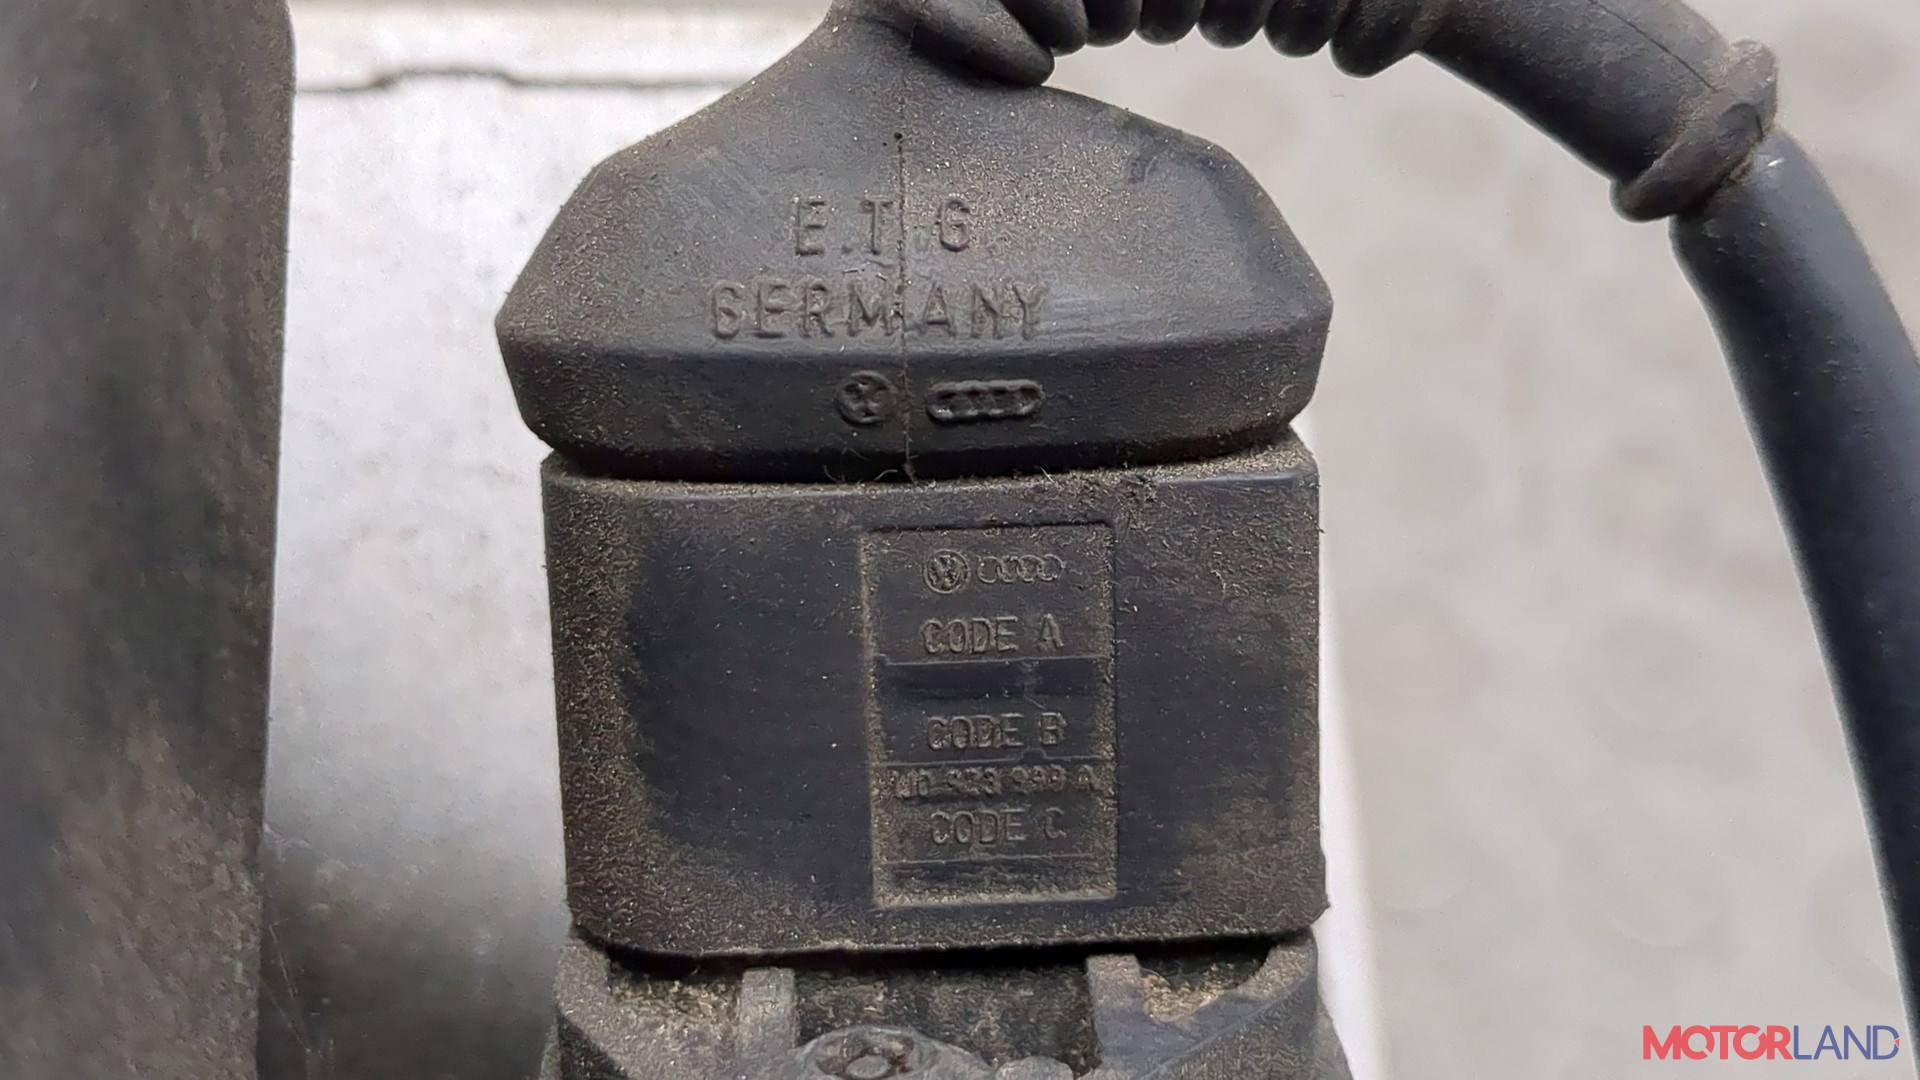 E.T.G
GERMANY
CODE A
CODE B
CODE C
MOTORLAND